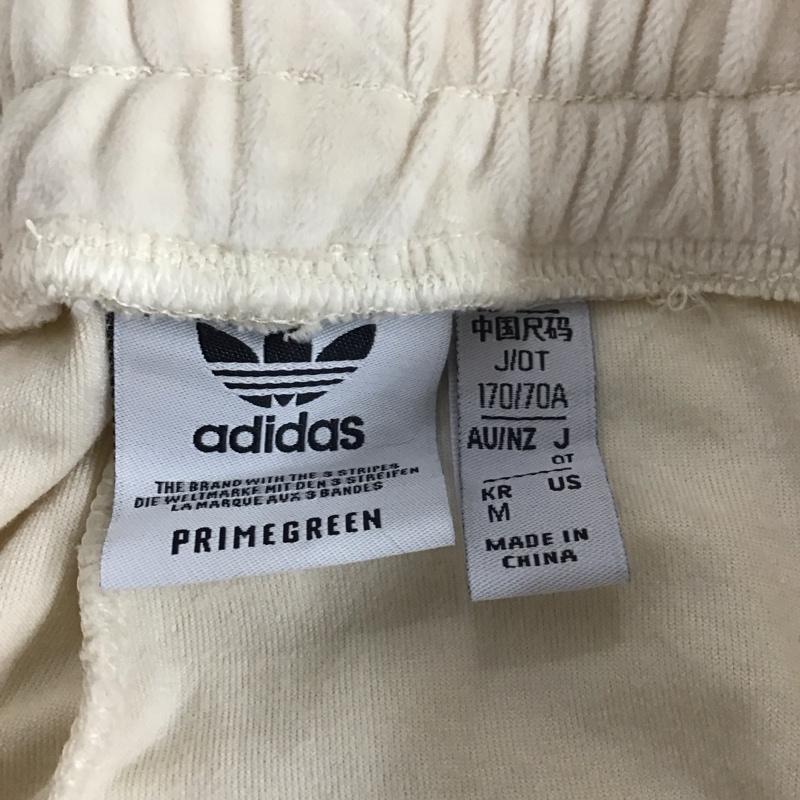 adidas
THE BRAND WITH THE 3 STRIPES
DIE WELTMARKE MIT DEN 3 STREIFEN
LA MARQUE AUX 3 BANDES
PRIMEGREEN
中国尺码
J/OT
170/70A
AU/NZ J
OT
KR US
M
MADE IN
CHINA